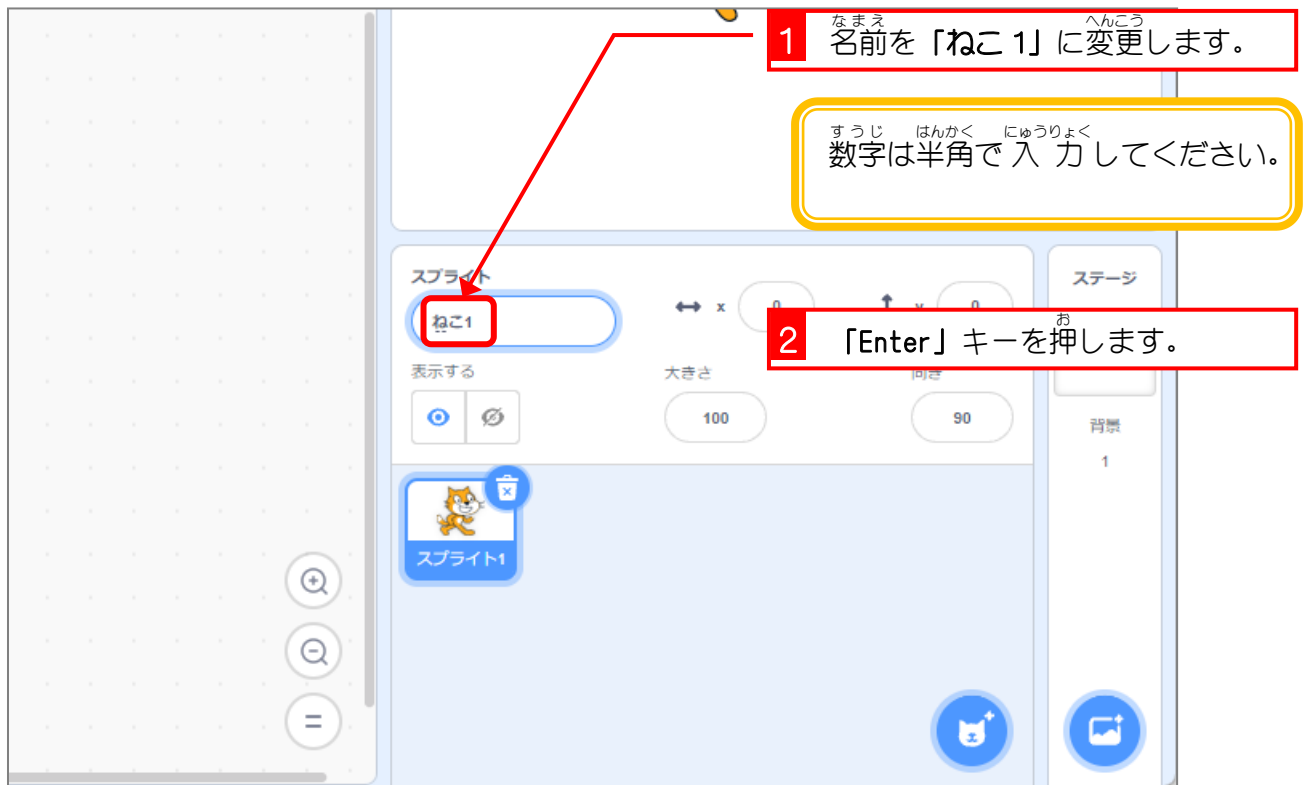 なまえ へんこう
1 名前を「ねこ1」に変更します。
すうじ はんかく にゅうりょく
数字は半角で入力してください。
スプライト
ねこ1
x 0
y 0
ステージ
お
2 「Enter」キーを押します。
表示する
大きさ
向き
100
90
背景
1
スプライト1